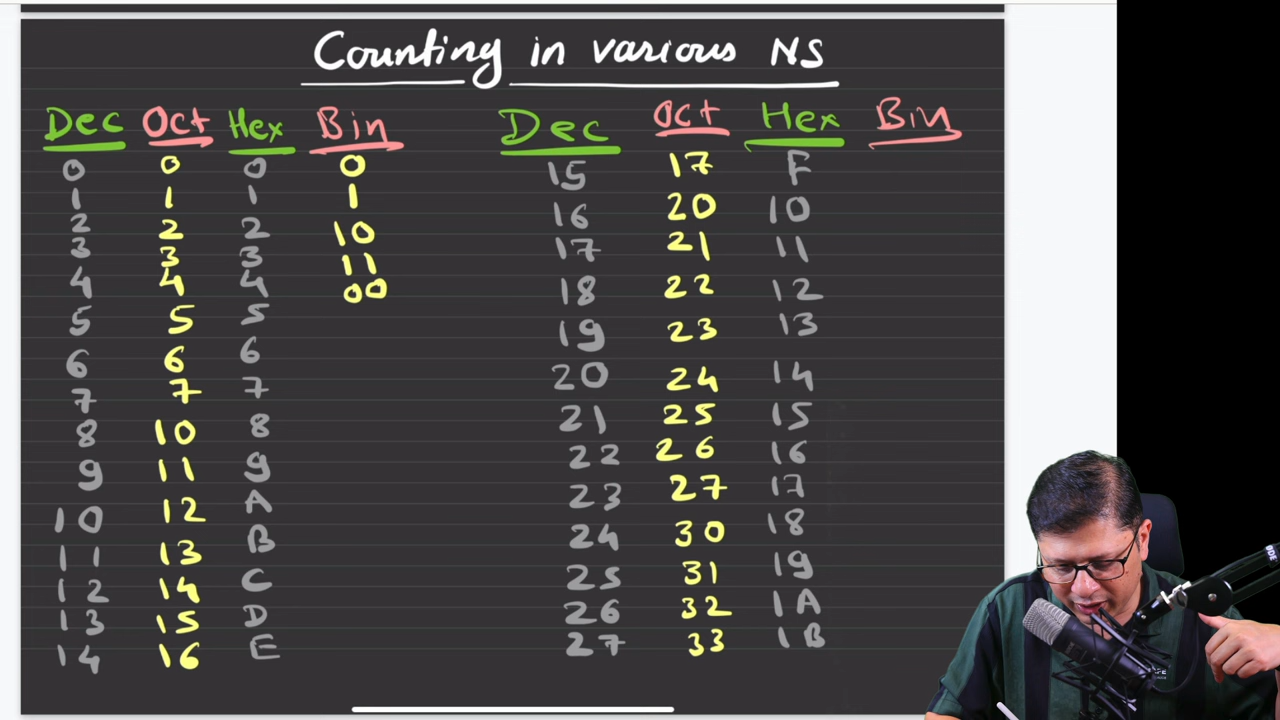 Counting in various NS
Dec Oct Hex Bin Dec Oct Hex Bin
0 0 0 0 15 17 F
1 1 1 1 16 20 10
2 2 2 10 17 21 11
3 3 3 11 18 22 12
4 4 4 00 19 23 13
5 5 5 20 24 14
6 6 6 21 25 15
7 7 7 22 26 16
8 10 8 23 27 17
9 11 9 24 30 18
10 12 A 25 31 19
11 13 B 26 32 1A
12 14 C 27 33 1B
13 15 D
14 16 E